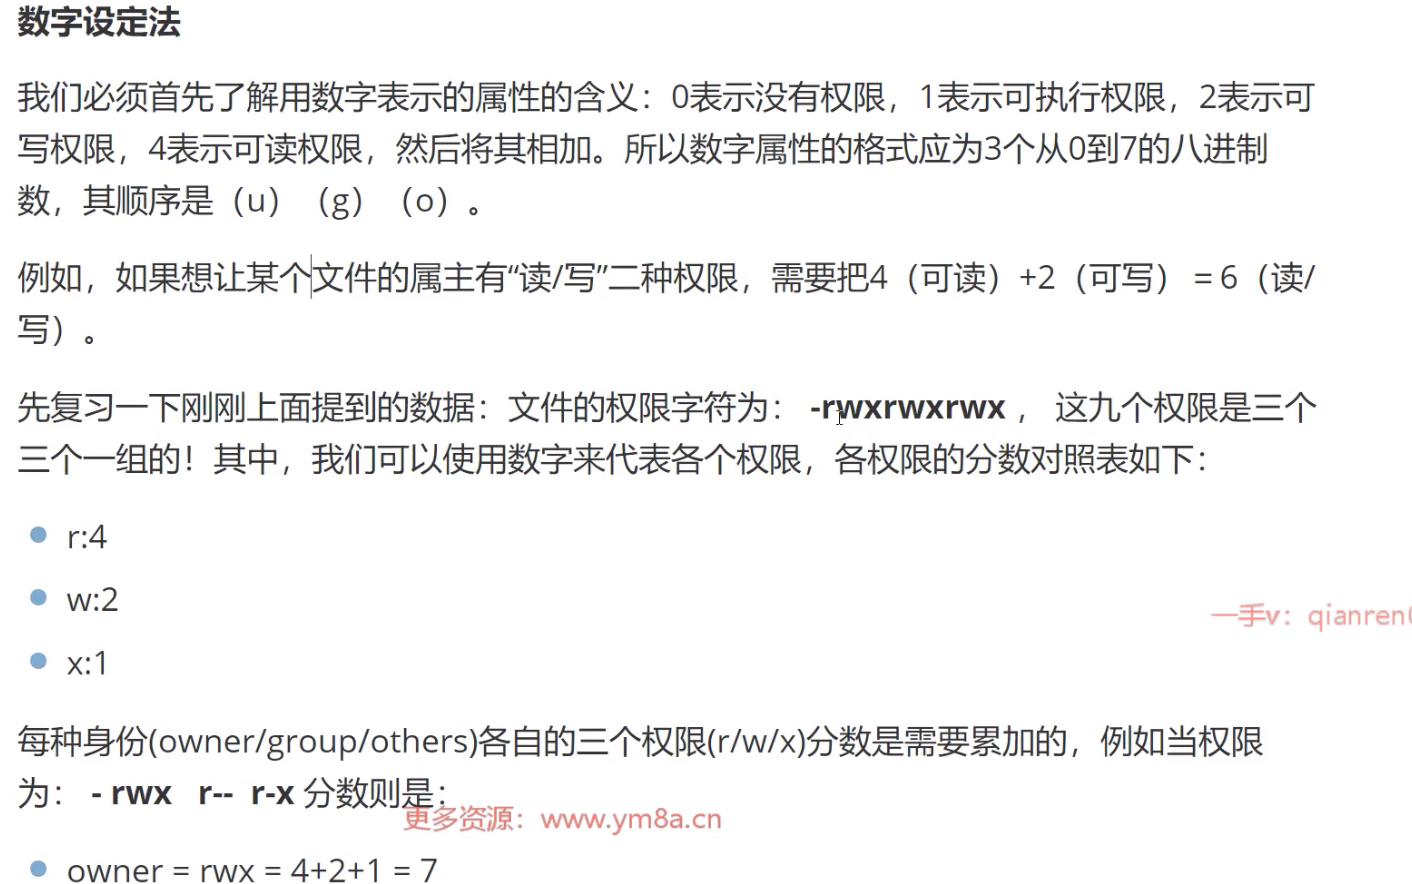 数字设定法
我们必须首先了解用数字表示的属性的含义：0表示没有权限，1表示可执行权限，2表示可
写权限，4表示可读权限，然后将其相加。所以数字属性的格式应为3个从0到7的八进制
数，其顺序是（u）（g）（o）。
例如，如果想让某个文件的属主有“读/写”二种权限，需要把4（可读）+2（可写）＝6（读/
写）。
先复习一下刚刚上面提到的数据：文件的权限字符为： -rwxrwxrwx ， 这九个权限是三个
三个一组的！其中，我们可以使用数字来代表各个权限，各权限的分数对照表如下：
r:4
w:2
一手v：qianren
x:1
每种身份(owner/group/others)各自的三个权限(r/w/x)分数是需要累加的，例如当权限
为： - rwx r-- r-x 分数则是：
更多资源：www.ym8a.cn
owner = rwx = 4+2+1 = 7